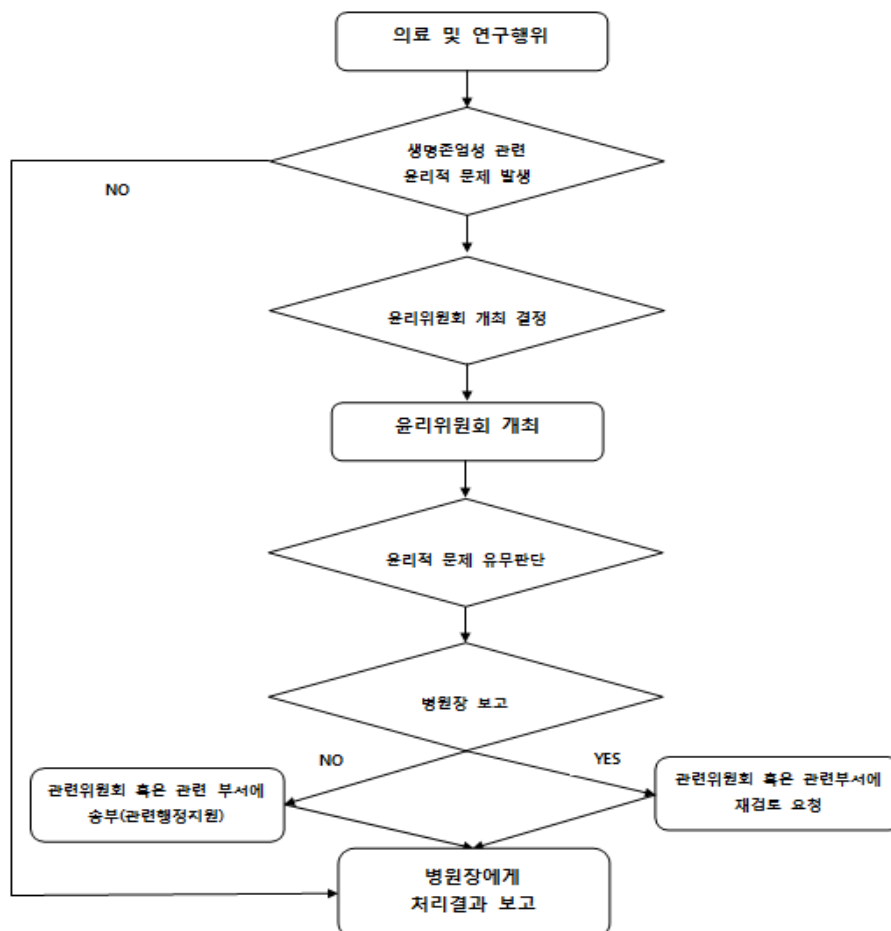 의료 및 연구행위
생명존엄성 관련
윤리적 문제 발생
NO
윤리위원회 개최 결정
윤리위원회 개최
윤리적 문제 유무판단
병원장 보고
NO
YES
관련위원회 혹은 관련 부서에
송부(관련행정지원)
관련위원회 혹은 관련부서에
재검토 요청
병원장에게
처리결과 보고